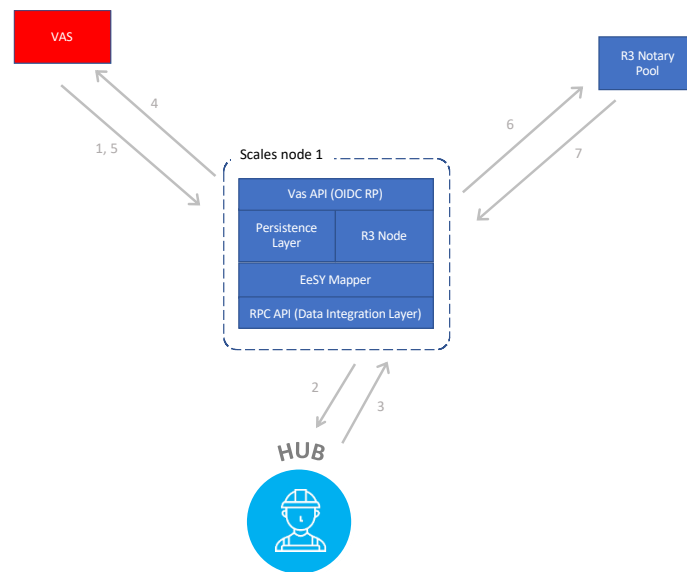 VAS
R3 Notary
Pool
4
1, 5
6
7
Scales node 1
Vas API (OIDC RP)
Persistence
Layer
R3 Node
EeSY Mapper
RPC API (Data Integration Layer)
2
3
HUB